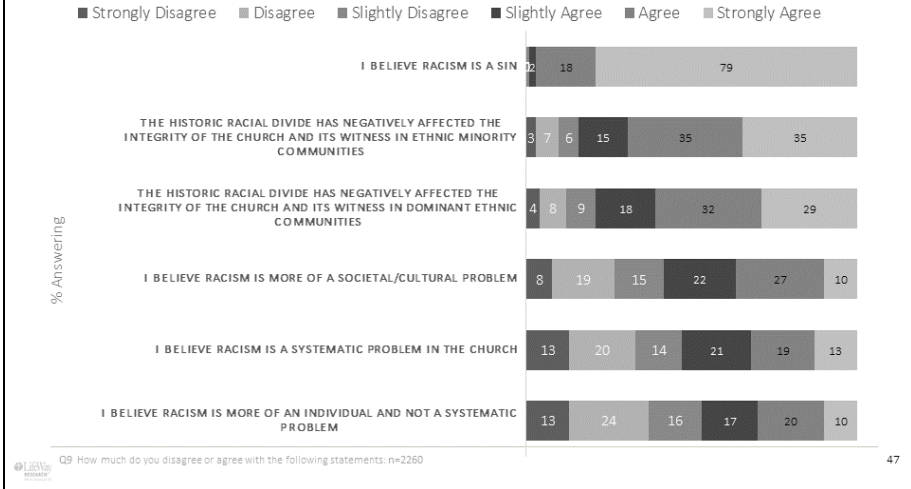 Strongly Disagree Disagree Slightly Disagree Slightly Agree Agree Strongly Agree
I BELIEVE RACISM IS A SIN 2 18 79
THE HISTORIC RACIAL DIVIDE HAS NEGATIVELY AFFECTED THE
INTEGRITY OF THE CHURCH AND ITS WITNESS IN ETHNIC MINORITY
COMMUNITIES
3 7 6 15 35 35
THE HISTORIC RACIAL DIVIDE HAS NEGATIVELY AFFECTED THE
INTEGRITY OF THE CHURCH AND ITS WITNESS IN DOMINANT ETHNIC
COMMUNITIES
4 8 9 18 32 29
% Answering
I BELIEVE RACISM IS MORE OF A SOCIETAL/CULTURAL PROBLEM 8 19 15 22 27 10
I BELIEVE RACISM IS A SYSTEMATIC PROBLEM IN THE CHURCH 13 20 14 21 19 13
I BELIEVE RACISM IS MORE OF AN INDIVIDUAL AND NOT A SYSTEMATIC
PROBLEM
13 24 16 17 20 10
LifeWay
RESEARCH
Q9 How much do you disagree or agree with the following statements: n=2260
47